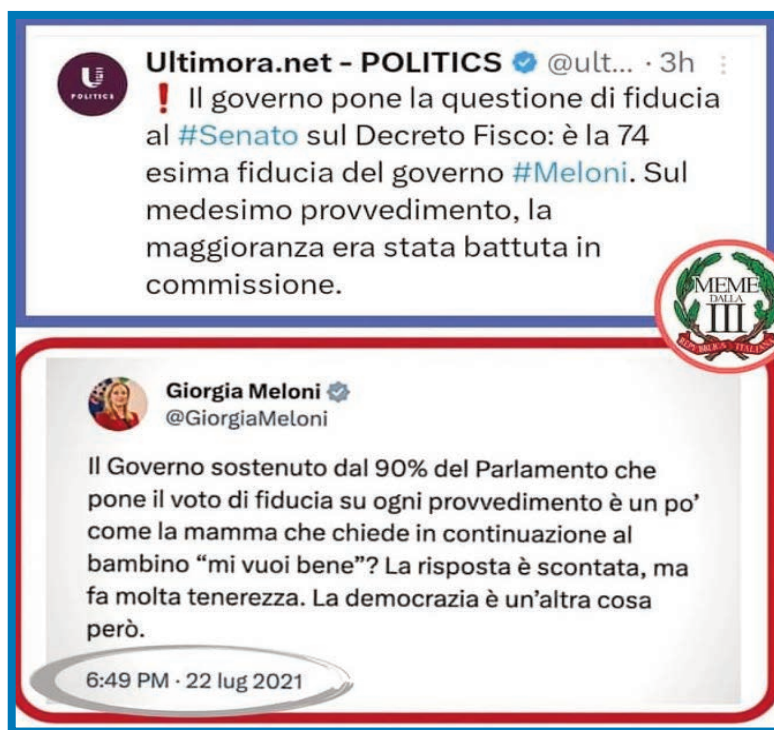 Ultimora.net - POLITICS @ult... · 3h
U
POLITICS
❗ Il governo pone la questione di fiducia
al #Senato sul Decreto Fisco: è la 74
esima fiducia del governo #Meloni. Sul
medesimo provvedimento, la
maggioranza era stata battuta in
commissione.
MEME
DALLA
III
REPUBBLICA ITALIANA
Giorgia Meloni
@GiorgiaMeloni
Il Governo sostenuto dal 90% del Parlamento che
pone il voto di fiducia su ogni provvedimento è un po’
come la mamma che chiede in continuazione al
bambino “mi vuoi bene”? La risposta è scontata, ma
fa molta tenerezza. La democrazia è un’altra cosa
però.
6:49 PM · 22 lug 2021